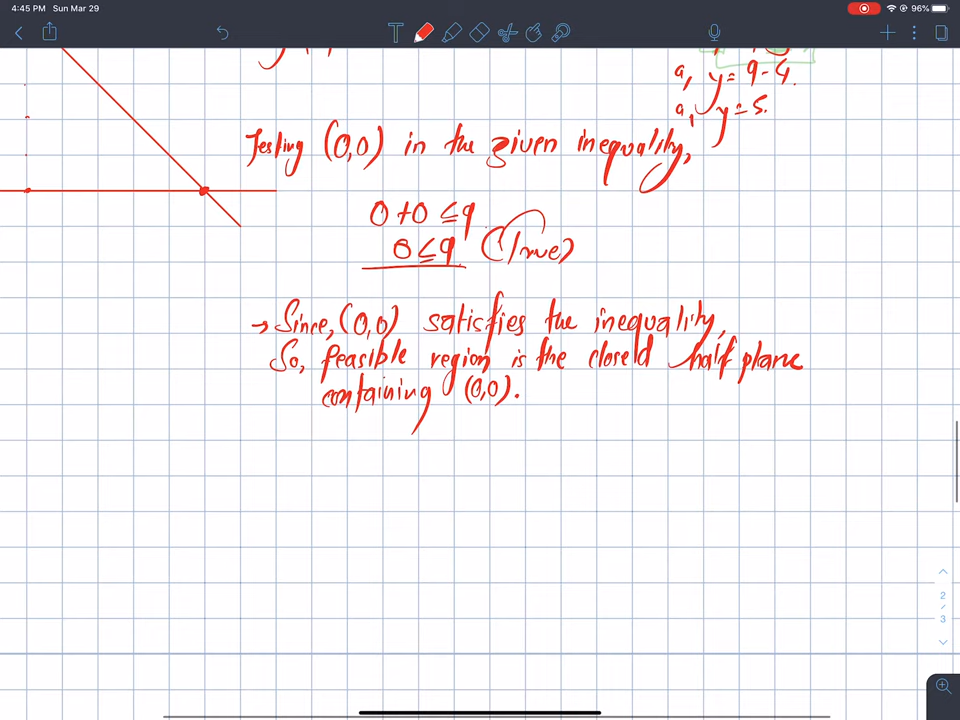 4:45 PM Sun Mar 29
96%
a, y = 9 - 4.
a, y = 5.
Testing (0,0) in the given inequality,
0 + 0 ≤ 9
0 ≤ 9 (True)
→ Since, (0,0) satisfies the inequality,
So, feasible region is the closeld half plane
containing (0,0).
2
/
3